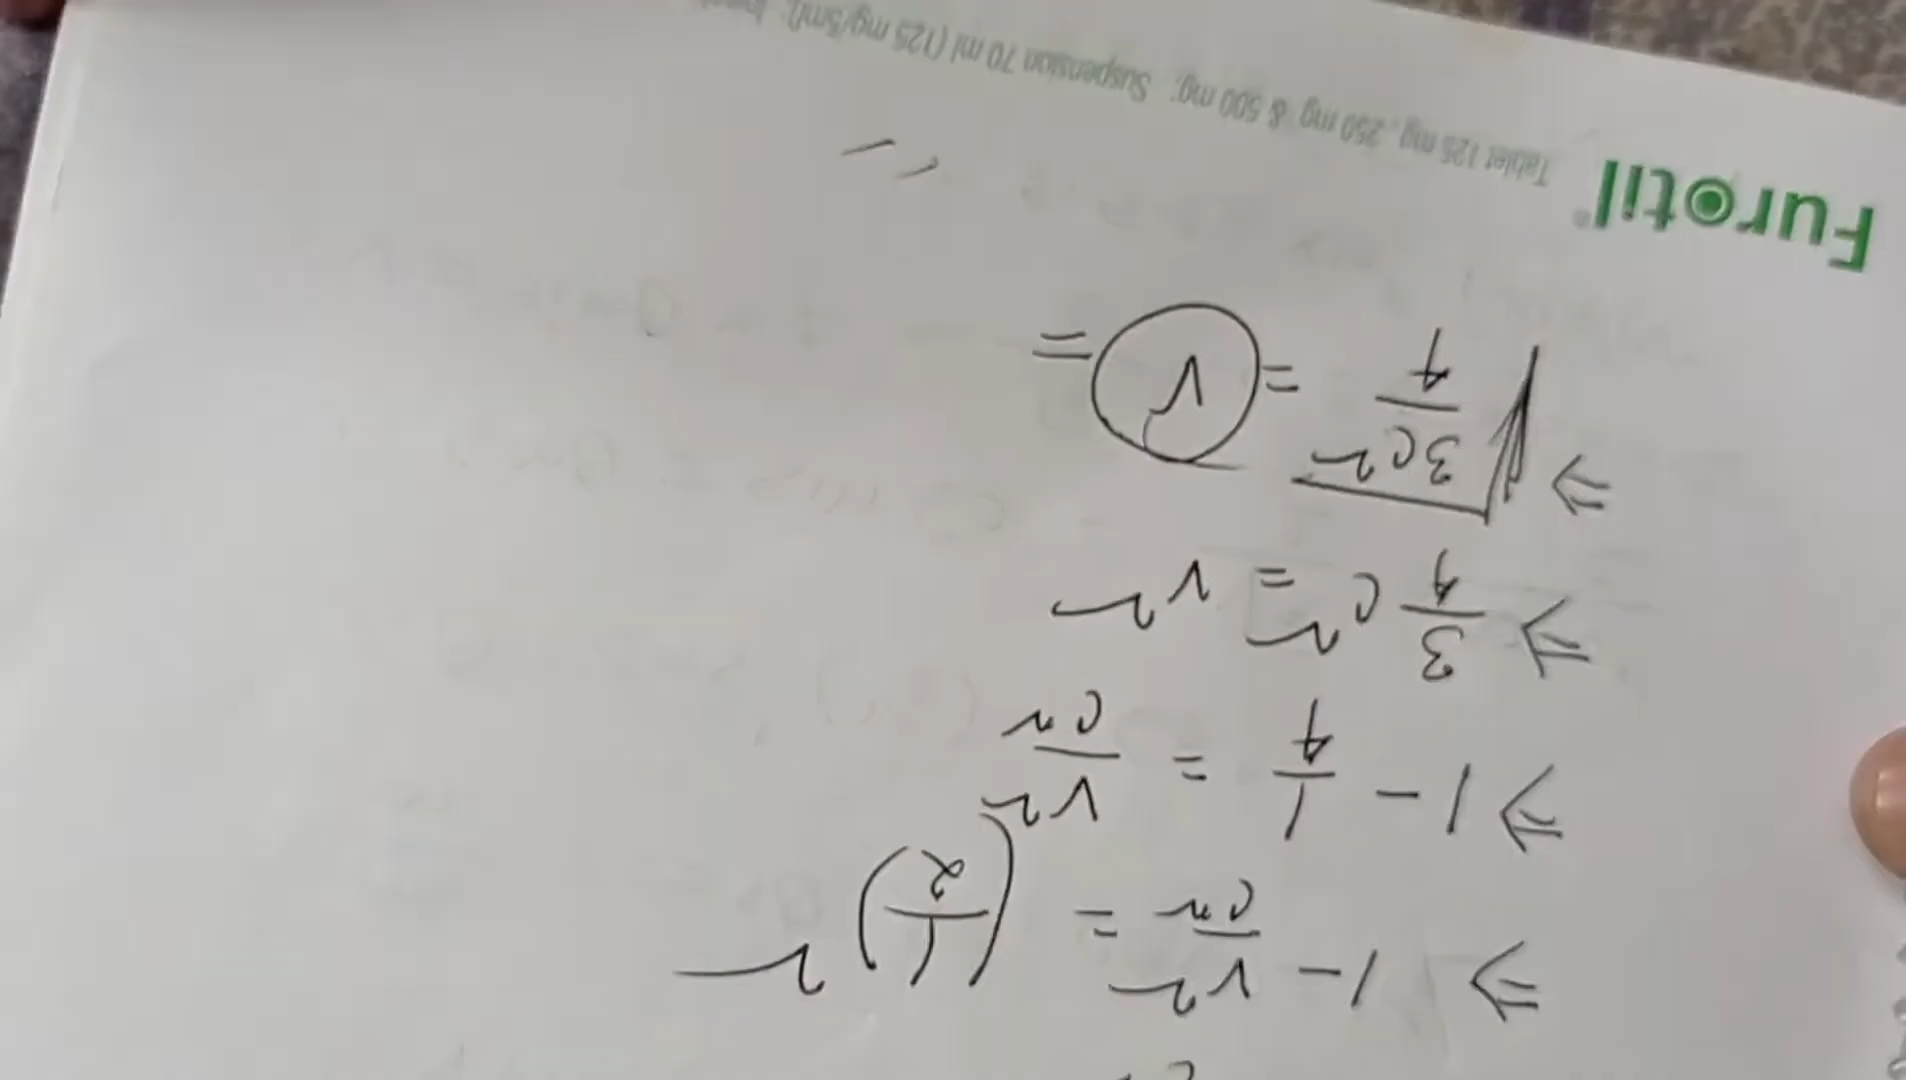 ⇒ 1 - v²/c² = (1/2)²
⇒ 1 - 1/4 = v²/c²
⇒ 3/4 c² = v²
⇒ √(3c²/4) = v =
Furotil
Tablet 125 mg, 250 mg & 500 mg; Suspension 70 ml (125 mg/5ml);